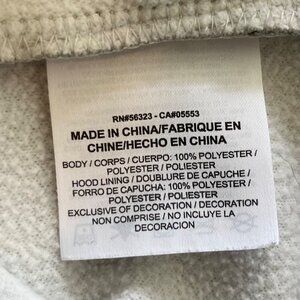 RN#56323 - CA#05553
MADE IN CHINA/FABRIQUE EN
CHINE/HECHO EN CHINA
BODY / CORPS / CUERPO: 100% POLYESTER /
POLYESTER / POLIESTER
HOOD LINING / DOUBLURE DE CAPUCHE /
FORRO DE CAPUCHA: 100% POLYESTER /
POLYESTER / POLIESTER
EXCLUSIVE OF DECORATION / DECORATION
NON COMPRISE / NO INCLUYE LA
DECORACION